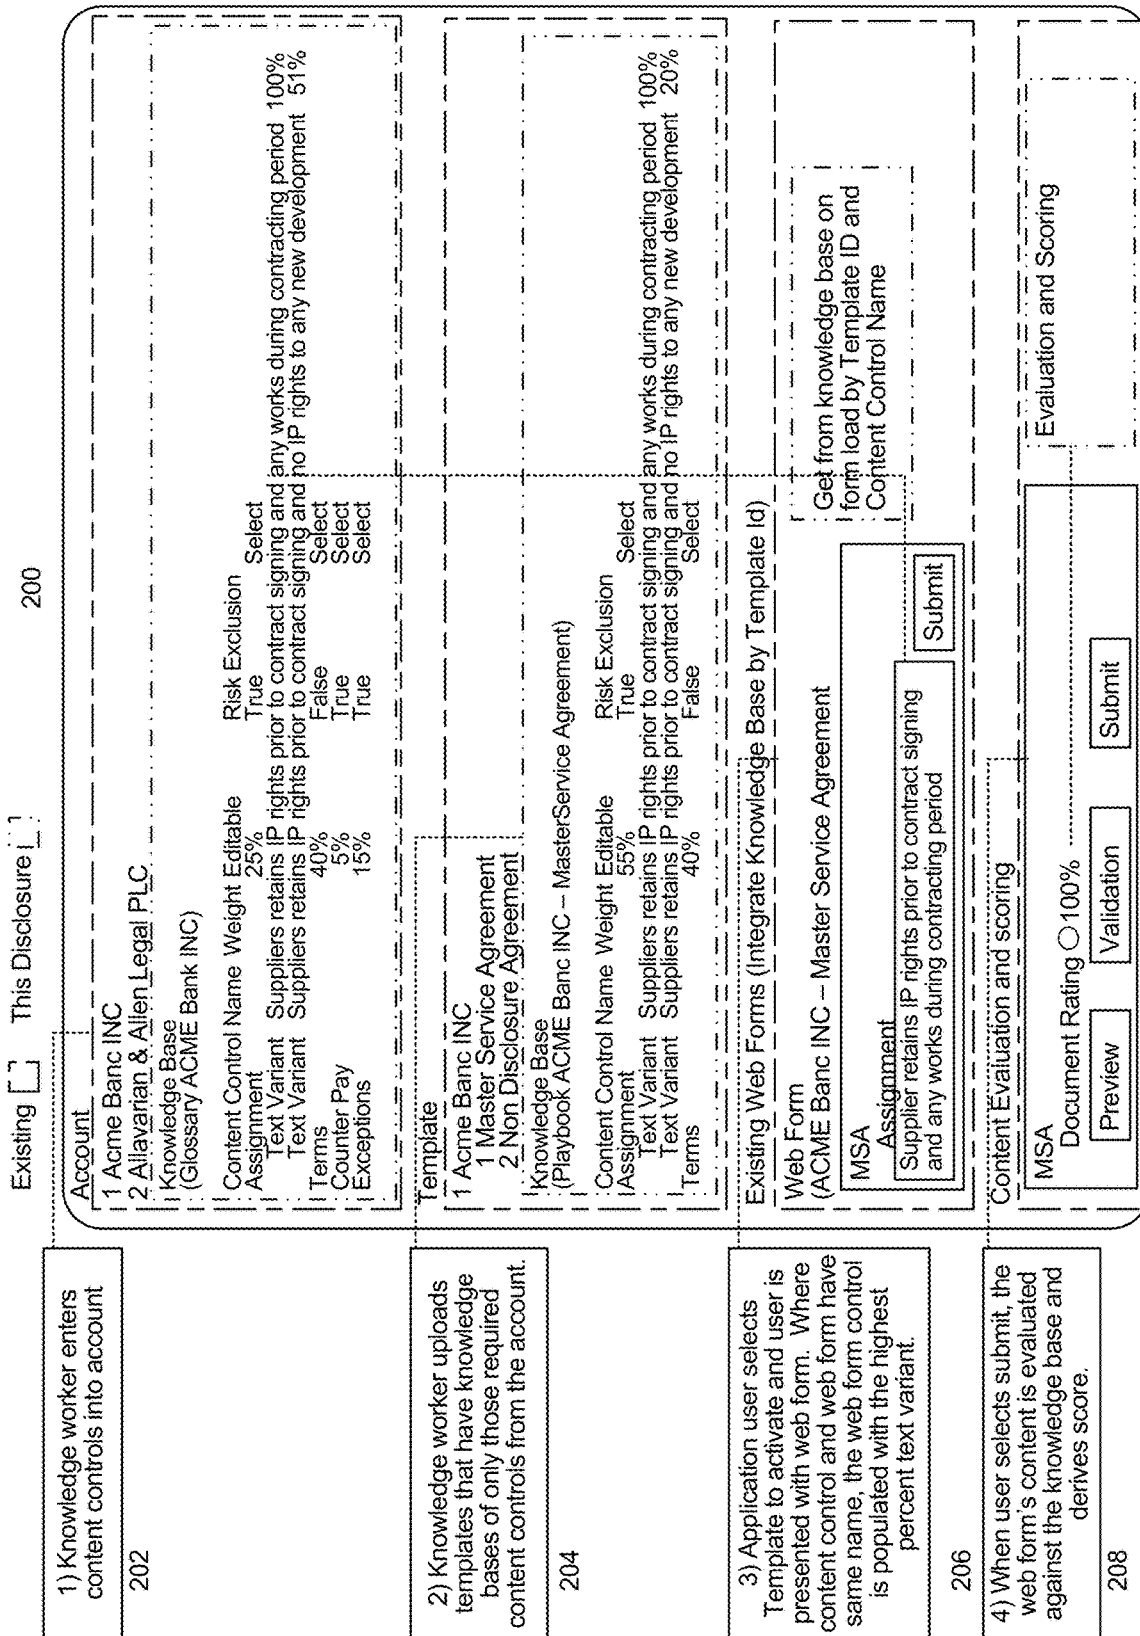 Existing This Disclosure
200
1) Knowledge worker enters
content controls into account
202
Account
1 Acme Banc INC
2 Allavarian & Allen Legal PLC
Knowledge Base
(Glossary ACME Bank INC)
Content Control Name Weight Editable Risk Exclusion
Assignment 25% True Select
Text Variant Suppliers retains IP rights prior to contract signing and any works during contracting period 100%
Text Variant Suppliers retains IP rights prior to contract signing and no IP rights to any new development 51%
Terms 40% False Select
Counter Pay 5% True Select
Exceptions 15% True Select
2) Knowledge worker uploads
templates that have knowledge
bases of only those required
content controls from the account.
204
Template
1 Acme Banc INC
1 Master Service Agreement
2 Non Disclosure Agreement
Knowledge Base
(Playbook ACME Banc INC – MasterService Agreement)
Content Control Name Weight Editable Risk Exclusion
Assignment 55% True Select
Text Variant Suppliers retains IP rights prior to contract signing and any works during contracting period 100%
Text Variant Suppliers retains IP rights prior to contract signing and no IP rights to any new development 20%
Terms 40% False Select
3) Application user selects
Template to activate and user is
presented with web form. Where
content control and web form have
same name, the web form control
is populated with the highest
percent text variant.
206
Existing Web Forms (Integrate Knowledge Base by Template Id)
Web Form
(ACME Banc INC – Master Service Agreement
MSA
Assignment
Supplier retains IP rights prior to contract signing
and any works during contracting period
Submit
Get from knowledge base on
form load by Template ID and
Content Control Name
4) When user selects submit, the
web form's content is evaluated
against the knowledge base and
derives score.
208
Content Evaluation and scoring
MSA
Document Rating 100%
Preview Validation Submit
Evaluation and Scoring